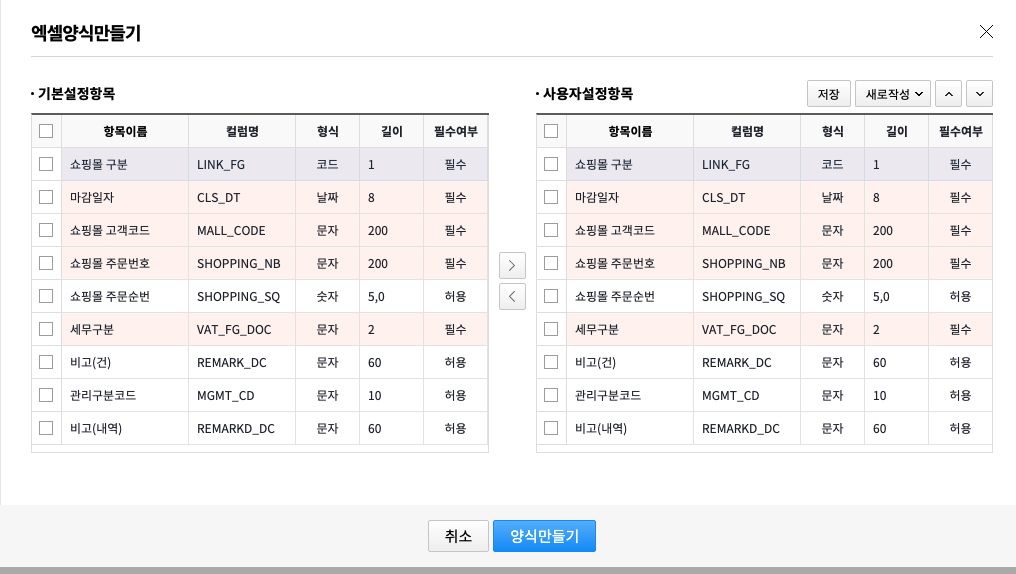 엑셀양식만들기
· 기본설정항목
항목이름 컬럼명 형식 길이 필수여부
쇼핑몰 구분 LINK_FG 코드 1 필수
마감일자 CLS_DT 날짜 8 필수
쇼핑몰 고객코드 MALL_CODE 문자 200 필수
쇼핑몰 주문번호 SHOPPING_NB 문자 200 필수
쇼핑몰 주문순번 SHOPPING_SQ 숫자 5,0 허용
세무구분 VAT_FG_DOC 문자 2 필수
비고(건) REMARK_DC 문자 60 허용
관리구분코드 MGMT_CD 문자 10 허용
비고(내역) REMARKD_DC 문자 60 허용
· 사용자설정항목 저장 새로작성
항목이름 컬럼명 형식 길이 필수여부
쇼핑몰 구분 LINK_FG 코드 1 필수
마감일자 CLS_DT 날짜 8 필수
쇼핑몰 고객코드 MALL_CODE 문자 200 필수
쇼핑몰 주문번호 SHOPPING_NB 문자 200 필수
쇼핑몰 주문순번 SHOPPING_SQ 숫자 5,0 허용
세무구분 VAT_FG_DOC 문자 2 필수
비고(건) REMARK_DC 문자 60 허용
관리구분코드 MGMT_CD 문자 10 허용
비고(내역) REMARKD_DC 문자 60 허용
취소 양식만들기